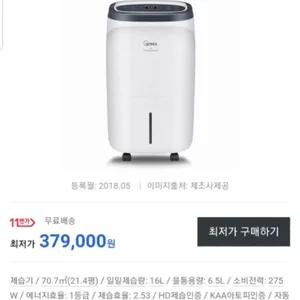 등록월: 2018.05 | 이미지출처: 제조사제공
11번가 무료배송
최저가 379,000원
최저가 구매하기
제습기 / 70.7㎡(21.4평) / 일일제습량: 16L / 물통용량: 6.5L / 소비전력: 275
W / 에너지효율: 1등급 / 제습효율: 2.53 / HD제습인증 / KAA아토피인증 / 자동